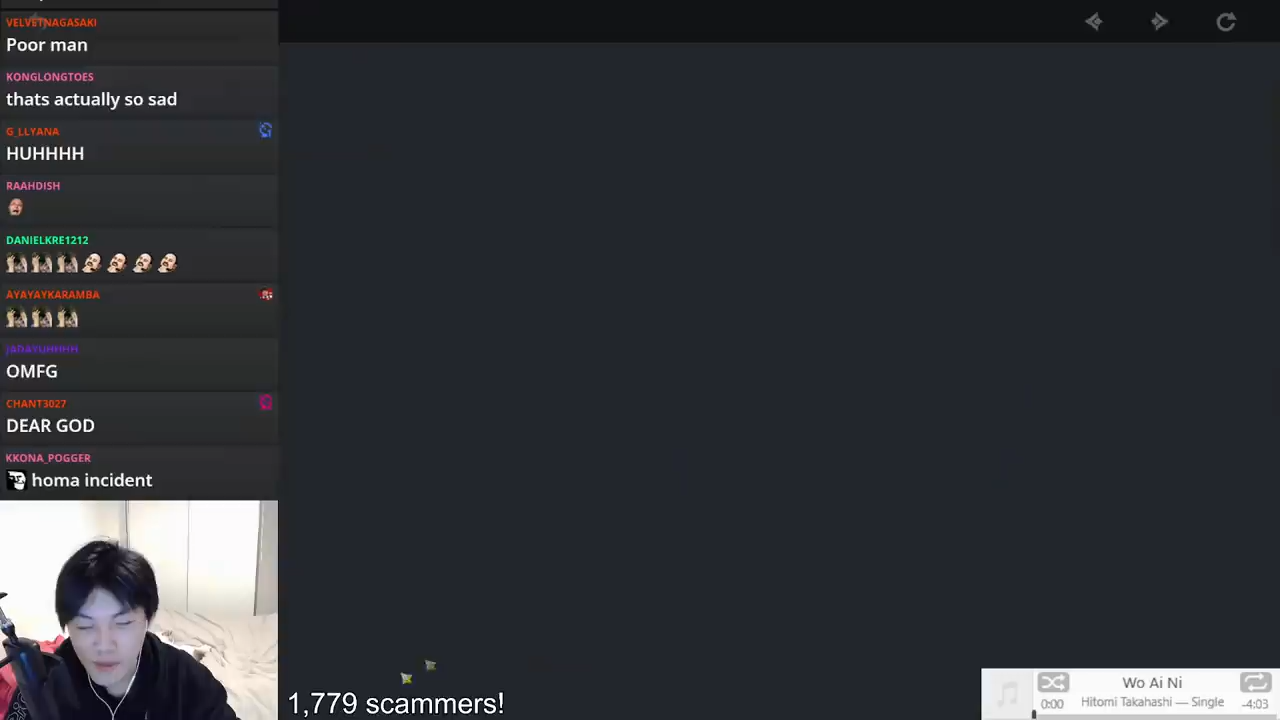 VELVETNAGASAKI
Poor man
KONGLONGTOES
thats actually so sad
G_LLYANA
HUHHHH
RAAHDISH
DANIELKRE1212
AYAYAYKARAMBA
OMFG
CHANT3027
DEAR GOD
KKONA_POGGER
homa incident
1,779 scammers!
Wo Ai Ni
0:00
Hitomi Takahashi — Single
-4:03